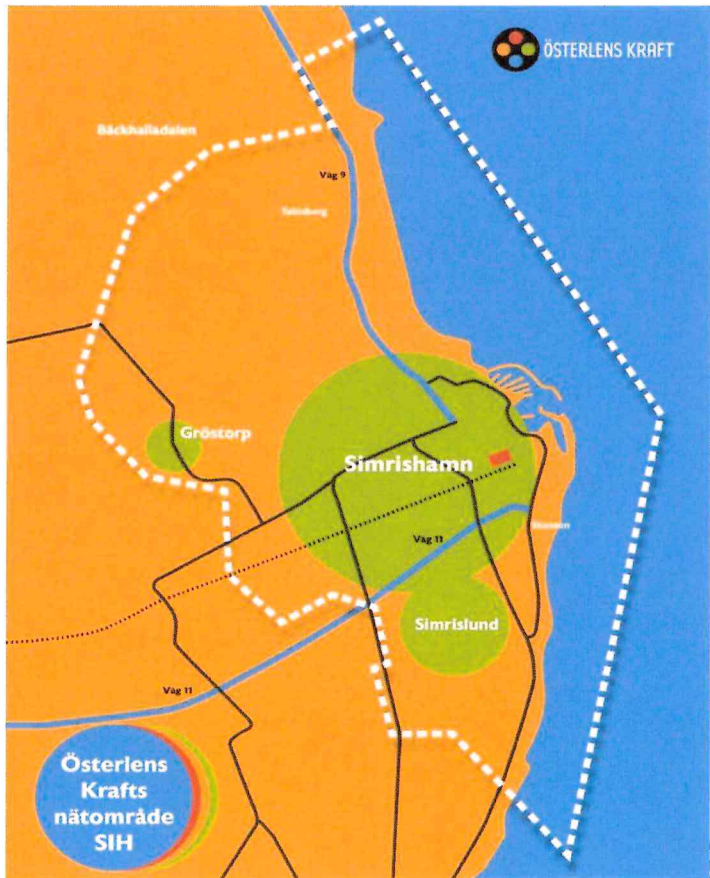 ÖSTERLENS KRAFT
Bäckhalladalen
Väg 9
Gröstorp
Simrishamn
Väg 11
Simrislund
Väg 11
Österlens
Krafts
nätområde
SIH